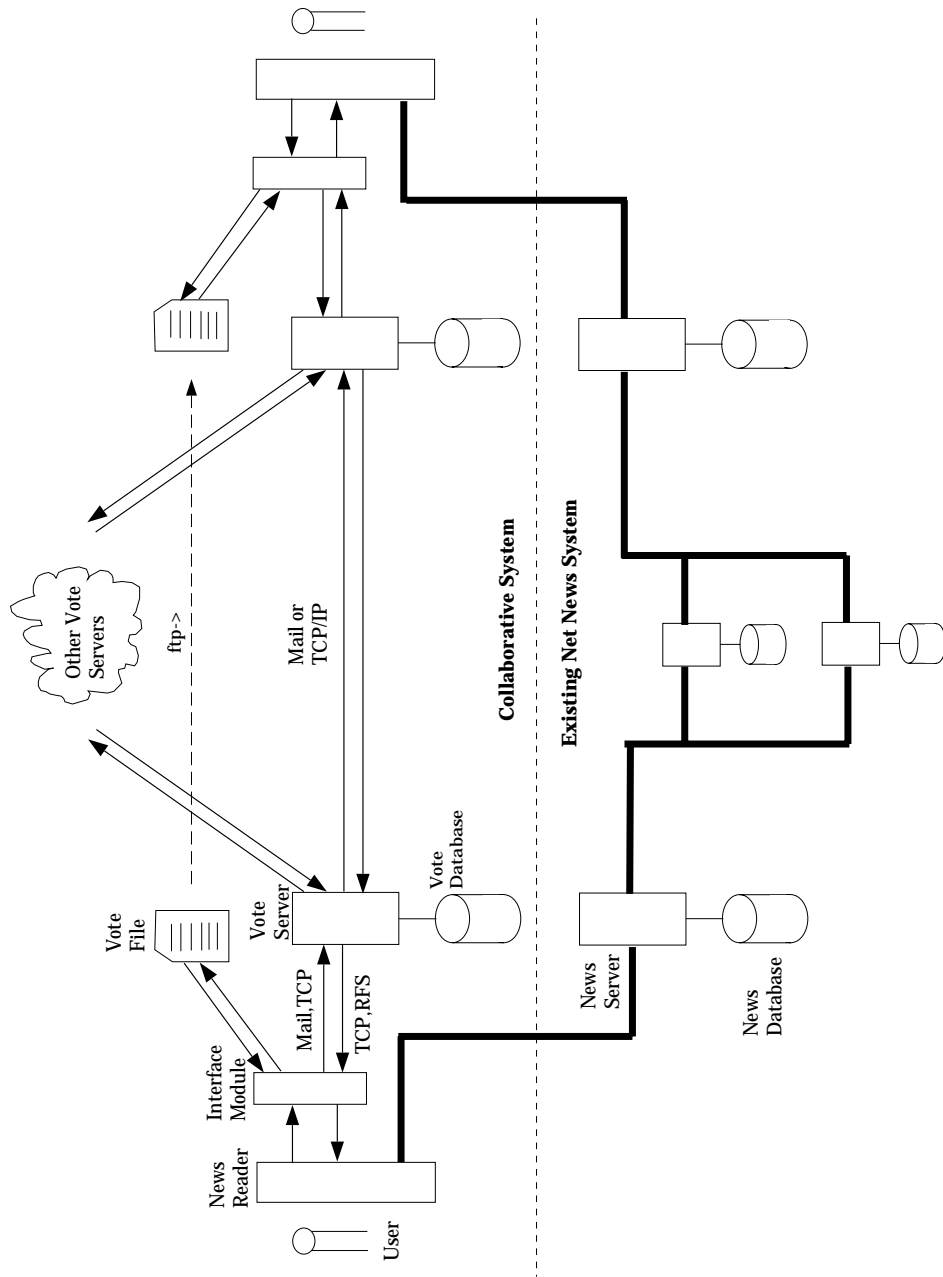 Other Vote
Servers
ftp->
Vote
File
Mail or
TCP/IP
Interface
Module
Mail,TCP
TCP,RFS
Vote
Server
Vote
Database
News
Reader
User
Collaborative System
Existing Net News System
News
Server
News
Database